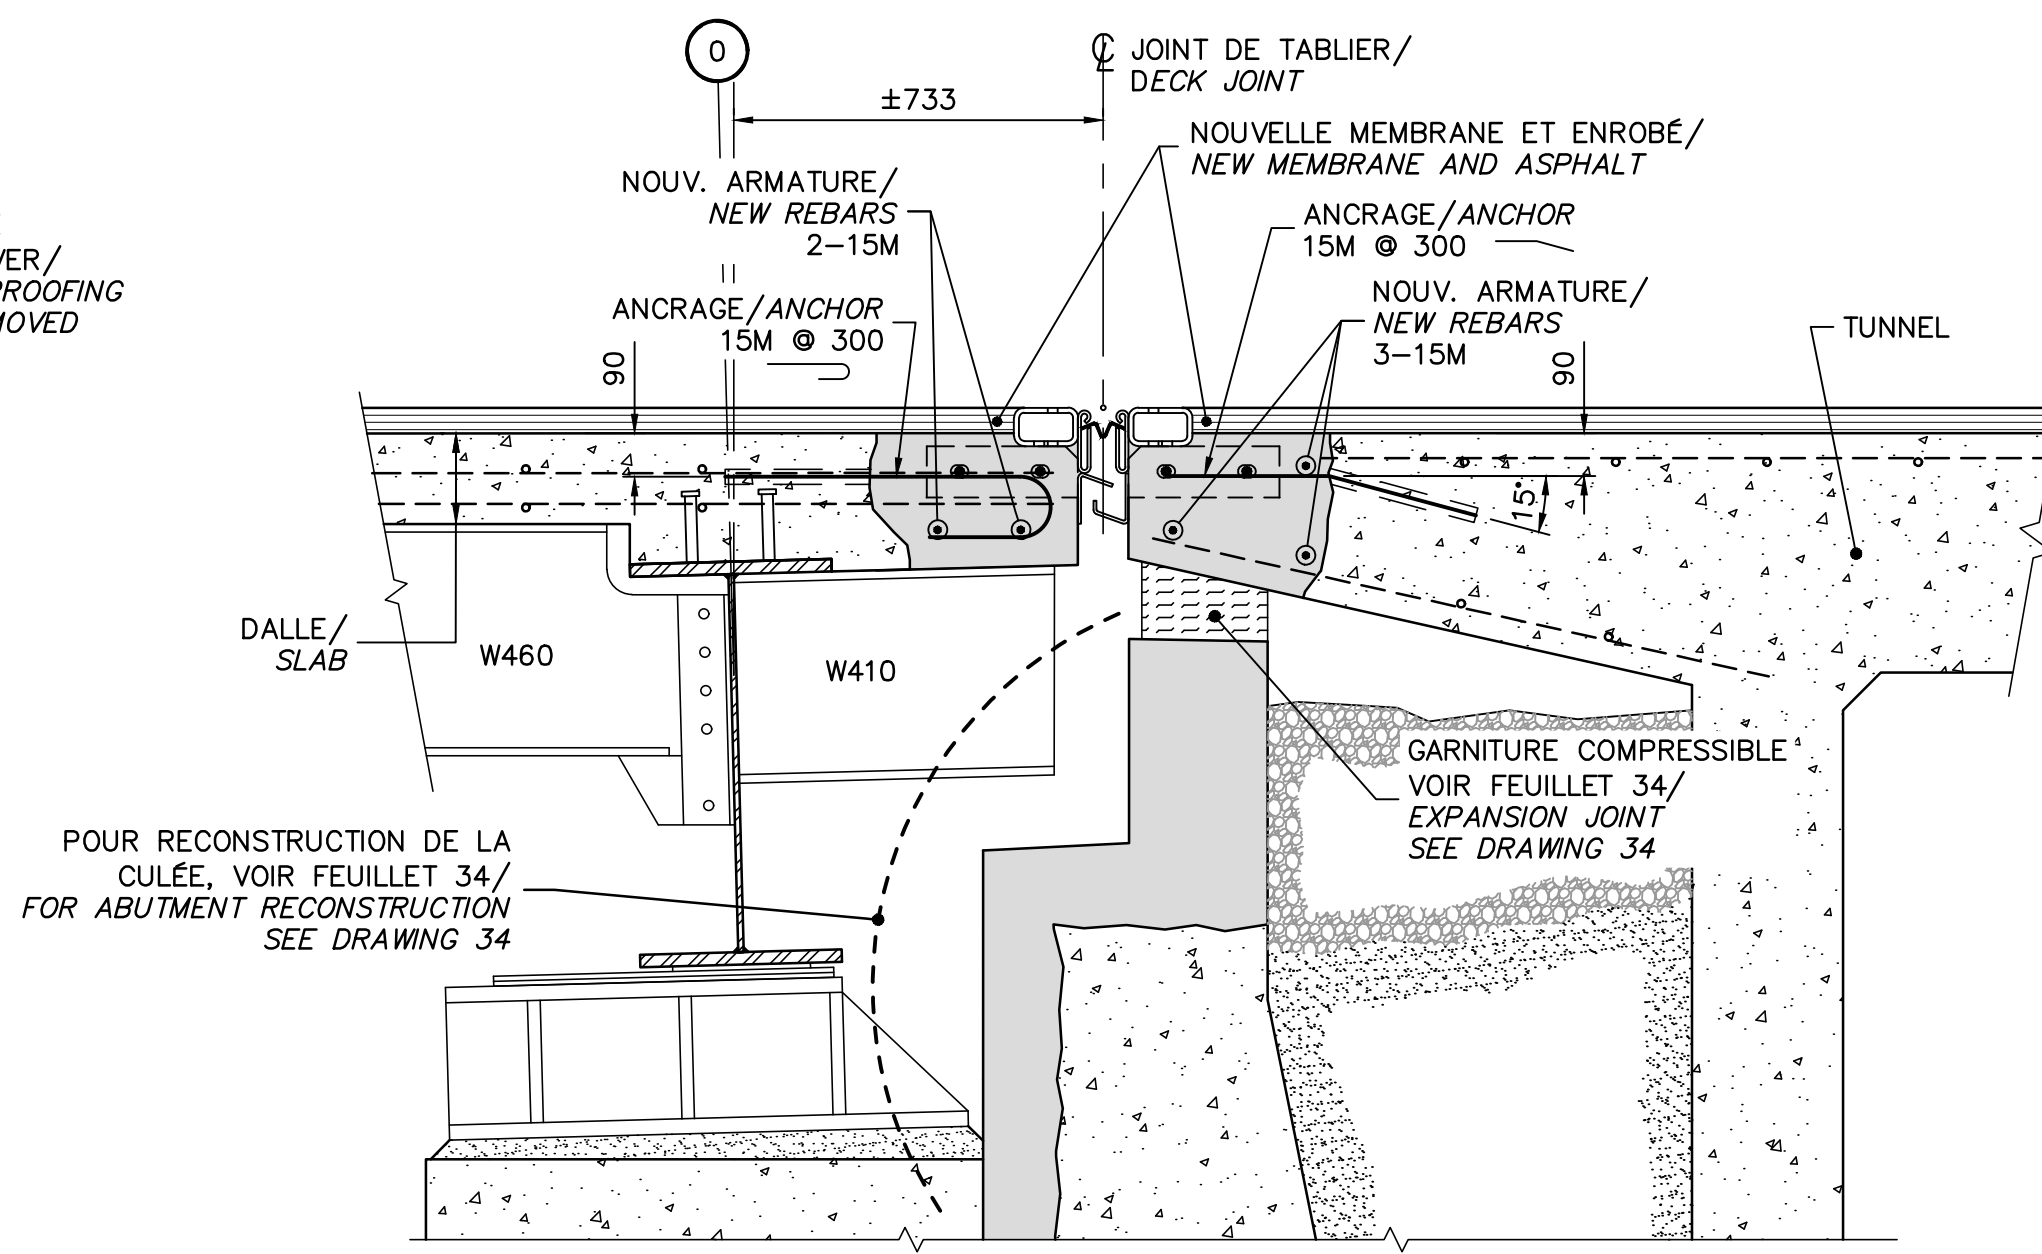 0
℄ JOINT DE TABLIER/
DECK JOINT
±733
NOUVELLE MEMBRANE ET ENROBÉ/
NEW MEMBRANE AND ASPHALT
NOUV. ARMATURE/
NEW REBARS
2-15M
ANCRAGE/ANCHOR
15M @ 300
VER/
PROOFING
MOVED
NOUV. ARMATURE/
NEW REBARS
3-15M
ANCRAGE/ANCHOR
15M @ 300
TUNNEL
90
90
15°
DALLE/
SLAB
W460
W410
GARNITURE COMPRESSIBLE
VOIR FEUILLET 34/
EXPANSION JOINT
SEE DRAWING 34
POUR RECONSTRUCTION DE LA
CULÉE, VOIR FEUILLET 34/
FOR ABUTMENT RECONSTRUCTION
SEE DRAWING 34